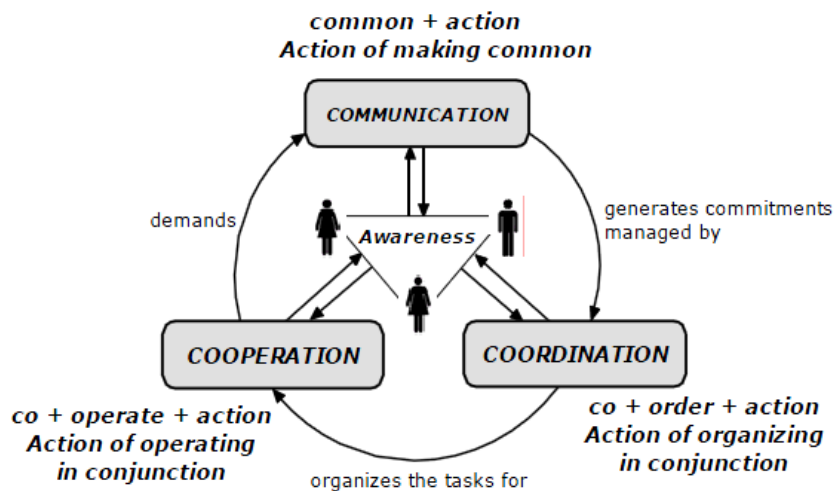 common + action
Action of making common
COMMUNICATION
demands
generates commitments
managed by
Awareness
COOPERATION
COORDINATION
co + operate + action
Action of operating
in conjunction
co + order + action
Action of organizing
in conjunction
organizes the tasks for